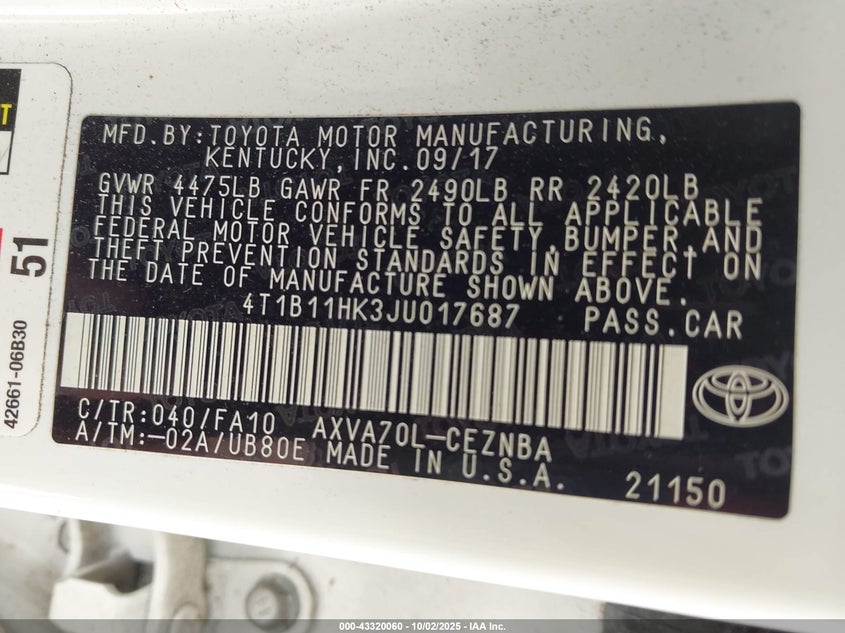 MFD.BY:TOYOTA MOTOR MANUFACTURING,
KENTUCKY,INC.09/17
GVWR 4475LB GAWR FR 2490LB RR 2420LB
THIS VEHICLE CONFORMS TO ALL APPLICABLE
FEDERAL MOTOR VEHICLE SAFETY,BUMPER,AND
THEFT PREVENTION STANDARDS IN EFFECT ON
THE DATE OF MANUFACTURE SHOWN ABOVE.
4T1B11HK3JU017687 PASS.CAR
C/TR:040/FA10 AXVA70L-CEZNBA
A/TM:-02A/UB80E MADE IN U.S.A.
21150
51
42661-06B30
000-43320060 - 10/02/2025 - IAA Inc.